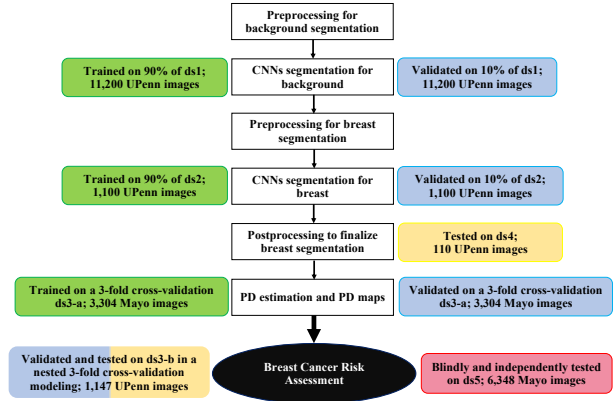 Preprocessing for
background segmentation
Trained on 90% of ds1;
11,200 UPenn images
CNNs segmentation for
background
Validated on 10% of ds1;
11,200 UPenn images
Preprocessing for breast
segmentation
Trained on 90% of ds2;
1,100 UPenn images
CNNs segmentation for
breast
Validated on 10% of ds2;
1,100 UPenn images
Postprocessing to finalize
breast segmentation
Tested on ds4;
110 UPenn images
Trained on a 3-fold cross-validation
ds3-a; 3,304 Mayo images
PD estimation and PD maps
Validated on a 3-fold cross-validation
ds3-a; 3,304 Mayo images
Validated and tested on ds3-b in a
nested 3-fold cross-validation
modeling; 1,147 UPenn images
Breast Cancer Risk
Assessment
Blindly and independently tested
on ds5; 6,348 Mayo images